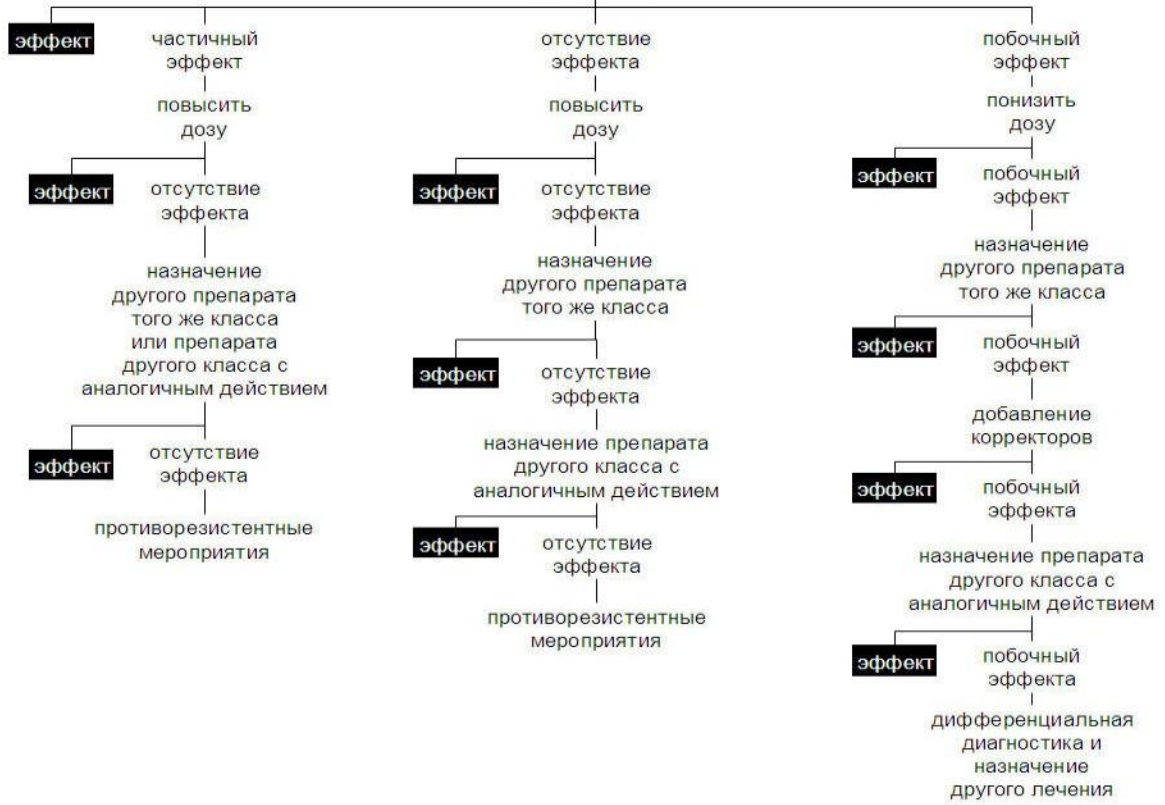 эффект
частичный
эффект
повысить
дозу
эффект
отсутствие
эффекта
назначение
другого препарата
того же класса
или препарата
другого класса с
аналогичным действием
эффект
отсутствие
эффекта
противорезистентные
мероприятия
отсутствие
эффекта
повысить
дозу
эффект
отсутствие
эффекта
назначение
другого препарата
того же класса
эффект
отсутствие
эффекта
назначение препарата
другого класса с
аналогичным действием
эффект
отсутствие
эффекта
противорезистентные
мероприятия
побочный
эффект
понизить
дозу
эффект
побочный
эффект
назначение
другого препарата
того же класса
эффект
побочный
эффект
добавление
корректоров
эффект
побочный
эффекта
назначение препарата
другого класса с
аналогичным действием
эффект
побочный
эффекта
дифференциальная
диагностика и
назначение
другого лечения